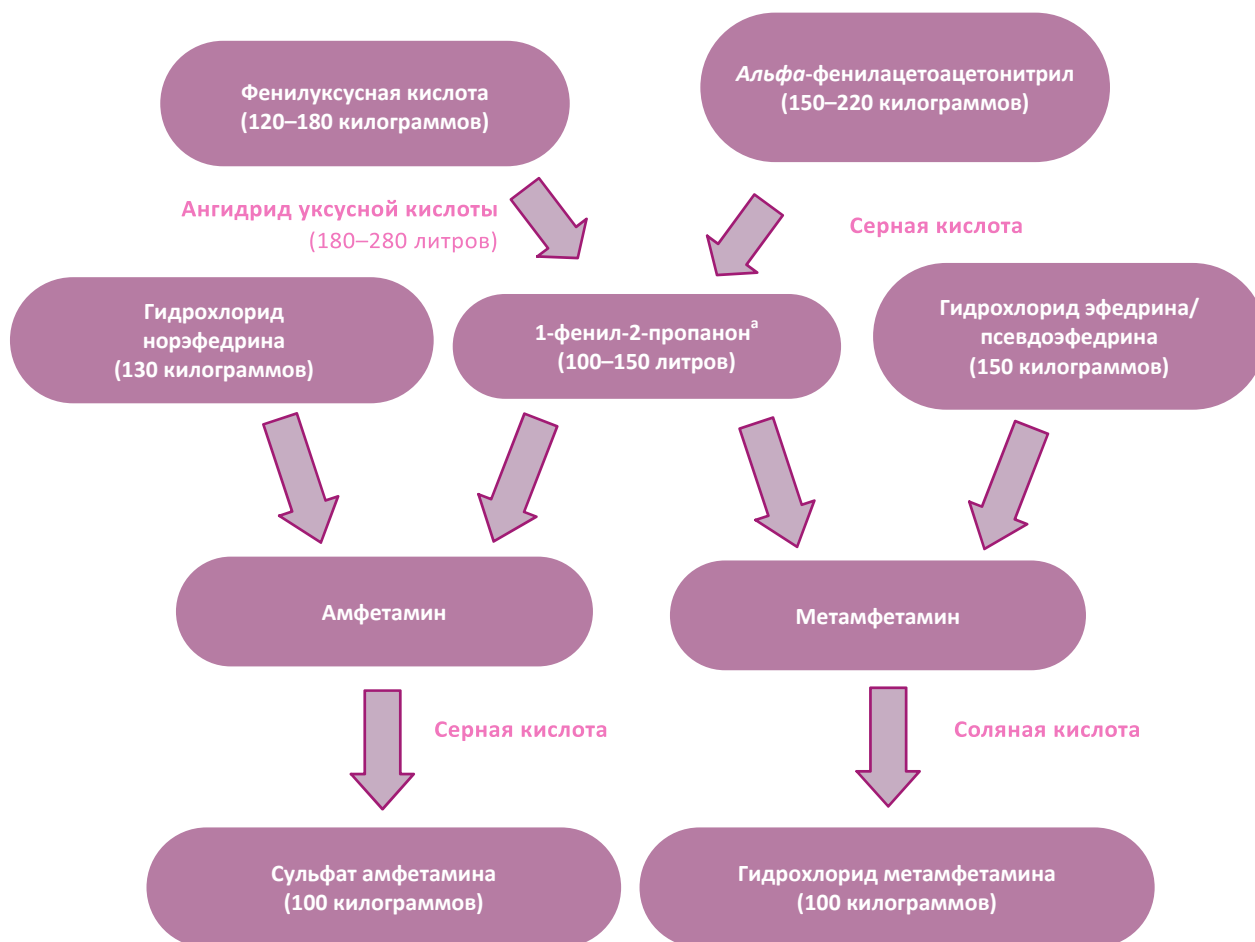 Фенилуксусная кислота
(120–180 килограммов)
Альфа-фенилацетоацетонитрил
(150–220 килограммов)
Ангидрид уксусной кислоты
(180–280 литров)
Серная кислота
Гидрохлорид
норэфедрина
(130 килограммов)
1-фенил-2-пропанонª
(100–150 литров)
Гидрохлорид эфедрина/
псевдоэфедрина
(150 килограммов)
Амфетамин
Метамфетамин
Серная кислота
Соляная кислота
Сульфат амфетамина
(100 килограммов)
Гидрохлорид метамфетамина
(100 килограммов)